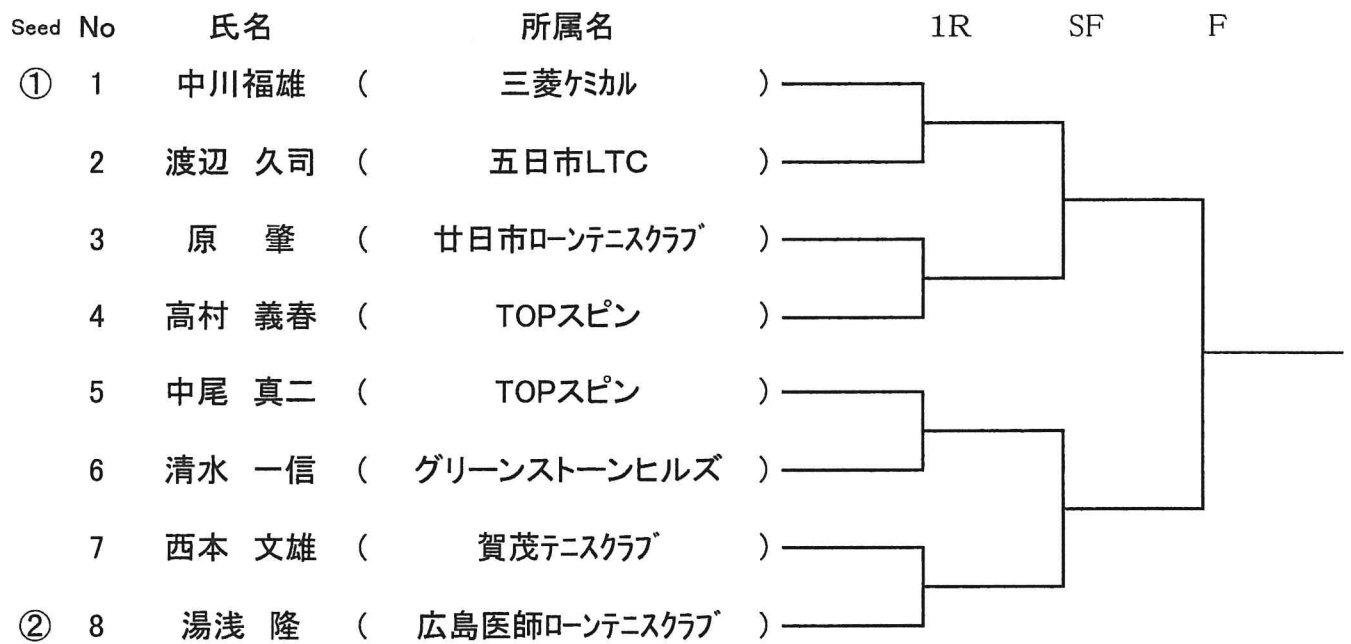 Seed No 氏名 所属名 1R SF F
① 1 中川福雄 ( 三菱ケミカル )
2 渡辺 久司 ( 五日市LTC )
3 原 肇 ( 廿日市ローンテニスクラブ )
4 高村 義春 ( TOPスピン )
5 中尾 真二 ( TOPスピン )
6 清水 一信 ( グリーンストーンヒルズ )
7 西本 文雄 ( 賀茂テニスクラブ )
② 8 湯浅 隆 ( 広島医師ローンテニスクラブ )